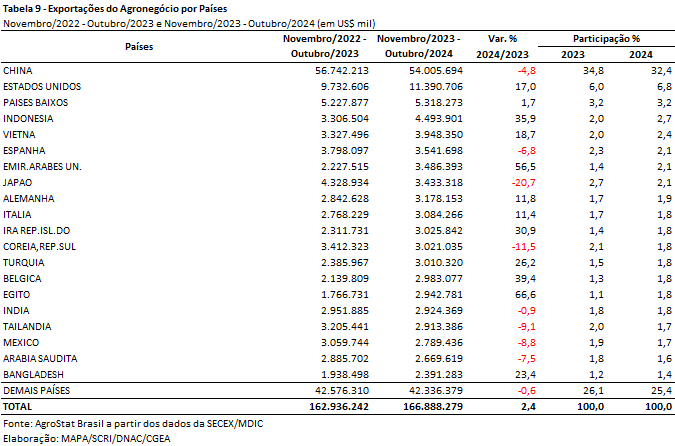 Tabela 9 - Exportações do Agronegócio por Países
Novembro/2022 - Outubro/2023 e Novembro/2023 - Outubro/2024 (em US$ mil)
Países Novembro/2022 - Outubro/2023 Novembro/2023 - Outubro/2024 Var. % 2024/2023 Participação % 2023 2024
CHINA 56.742.213 54.005.694 -4,8 34,8 32,4
ESTADOS UNIDOS 9.732.606 11.390.706 17,0 6,0 6,8
PAISES BAIXOS 5.227.877 5.318.273 1,7 3,2 3,2
INDONESIA 3.306.504 4.493.901 35,9 2,0 2,7
VIETNA 3.327.496 3.948.350 18,7 2,0 2,4
ESPANHA 3.798.097 3.541.698 -6,8 2,3 2,1
EMIR.ARABES UN. 2.227.515 3.486.393 56,5 1,4 2,1
JAPAO 4.328.934 3.433.318 -20,7 2,7 2,1
ALEMANHA 2.842.628 3.178.153 11,8 1,7 1,9
ITALIA 2.768.229 3.084.266 11,4 1,7 1,8
IRA REP.ISL.DO 2.311.731 3.025.842 30,9 1,4 1,8
COREIA,REP.SUL 3.412.323 3.021.035 -11,5 2,1 1,8
TURQUIA 2.385.967 3.010.320 26,2 1,5 1,8
BELGICA 2.139.809 2.983.077 39,4 1,3 1,8
EGITO 1.766.731 2.942.781 66,6 1,1 1,8
INDIA 2.951.885 2.924.369 -0,9 1,8 1,8
TAILANDIA 3.205.441 2.913.386 -9,1 2,0 1,7
MEXICO 3.059.744 2.789.436 -8,8 1,9 1,7
ARABIA SAUDITA 2.885.702 2.669.619 -7,5 1,8 1,6
BANGLADESH 1.938.498 2.391.283 23,4 1,2 1,4
DEMAIS PAÍSES 42.576.310 42.336.379 -0,6 26,1 25,4
TOTAL 162.936.242 166.888.279 2,4 100,0 100,0
Fonte: AgroStat Brasil a partir dos dados da SECEX/MDIC
Elaboração: MAPA/SCRI/DNAC/CGEA